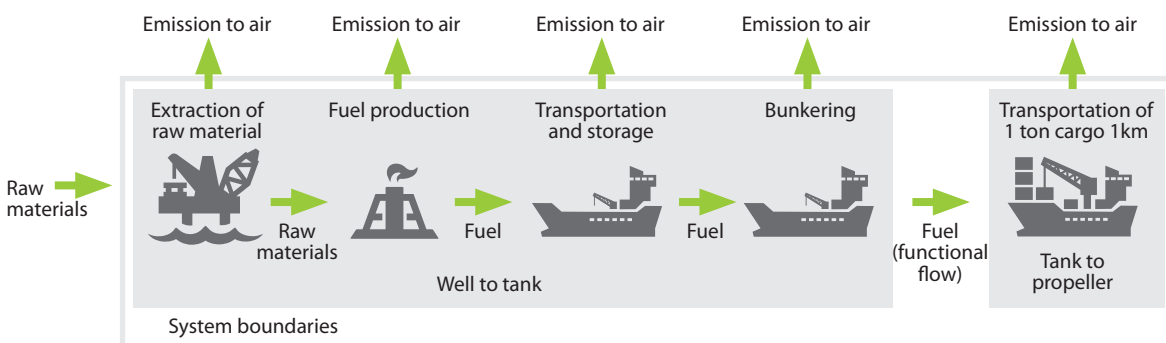 Emission to air
Emission to air
Emission to air
Emission to air
Emission to air
Extraction of
raw material
Fuel production
Transportation
and storage
Bunkering
Transportation of
1 ton cargo 1km
Raw
materials
Raw
materials
Fuel
Fuel
Fuel
(functional
flow)
Tank to
propeller
Well to tank
System boundaries